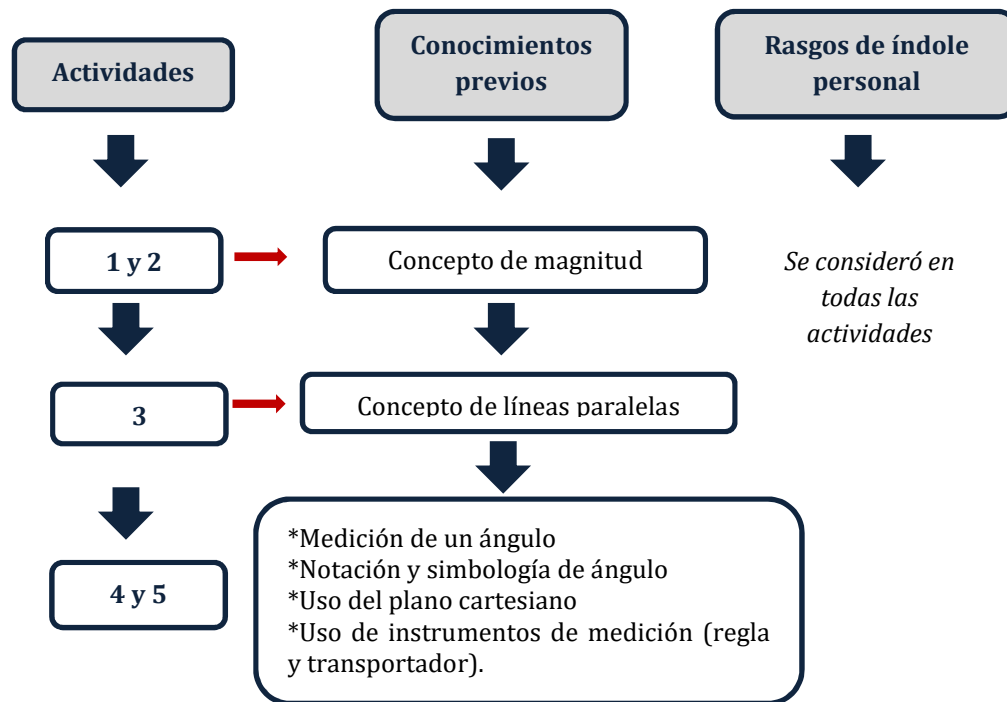 Actividades
Conocimientos
previos
Rasgos de índole
personal
1 y 2
Concepto de magnitud
Se consideró en
todas las
actividades
3
Concepto de líneas paralelas
4 y 5
*Medición de un ángulo
*Notación y simbología de ángulo
*Uso del plano cartesiano
*Uso de instrumentos de medición (regla
y transportador).